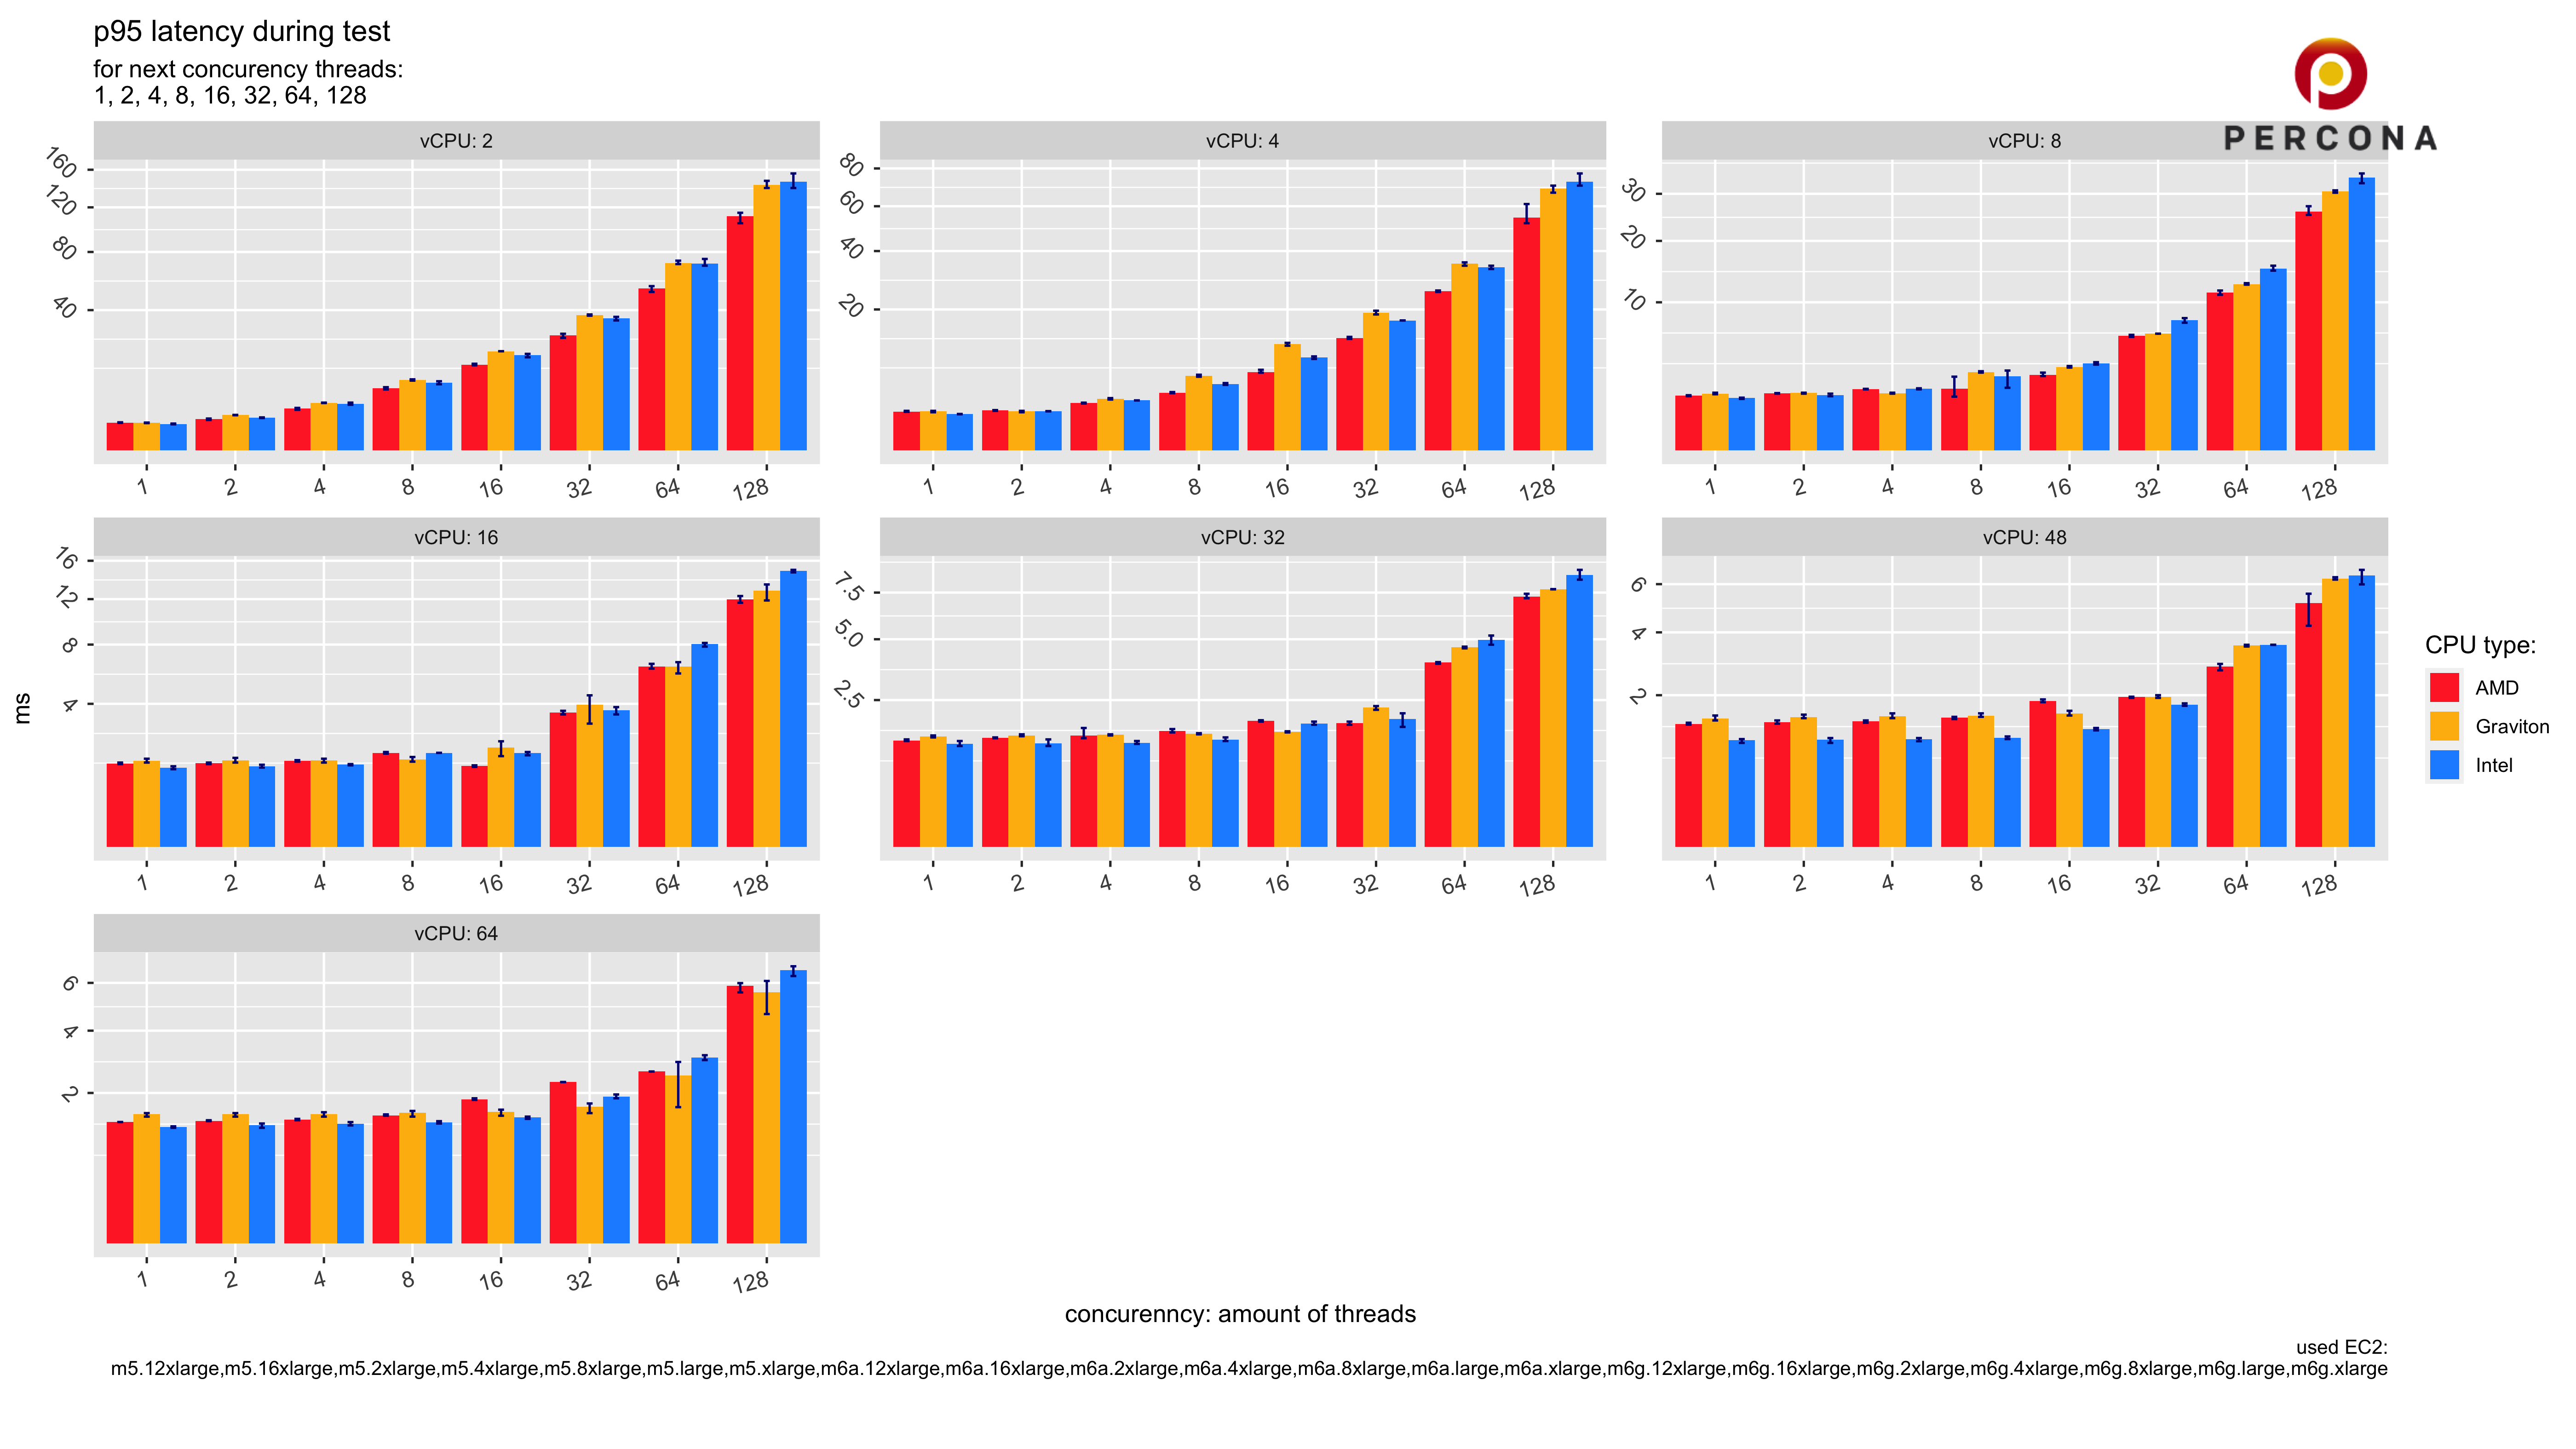 p95 latency during test
for next concurency threads:
1, 2, 4, 8, 16, 32, 64, 128
PERCONA
vCPU: 2
160
120
80
40
1 2 4 8 16 32 64 128
vCPU: 4
80
60
40
20
1 2 4 8 16 32 64 128
vCPU: 8
30
20
10
1 2 4 8 16 32 64 128
ms
vCPU: 16
16
12
8
4
1 2 4 8 16 32 64 128
vCPU: 32
7.5
5.0
2.5
1 2 4 8 16 32 64 128
vCPU: 48
6
4
2
1 2 4 8 16 32 64 128
CPU type:
AMD
Graviton
Intel
vCPU: 64
6
4
2
1 2 4 8 16 32 64 128
concurenncy: amount of threads
used EC2:
m5.12xlarge,m5.16xlarge,m5.2xlarge,m5.4xlarge,m5.8xlarge,m5.large,m5.xlarge,m6a.12xlarge,m6a.16xlarge,m6a.2xlarge,m6a.4xlarge,m6a.8xlarge,m6a.large,m6a.xlarge,m6g.12xlarge,m6g.16xlarge,m6g.2xlarge,m6g.4xlarge,m6g.8xlarge,m6g.large,m6g.xlarge